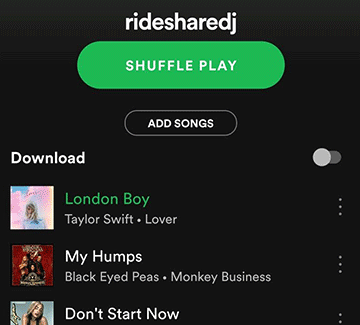 ridesharedj
SHUFFLE PLAY
ADD SONGS
Download
London Boy
Taylor Swift • Lover
My Humps
Black Eyed Peas • Monkey Business
Don't Start Now